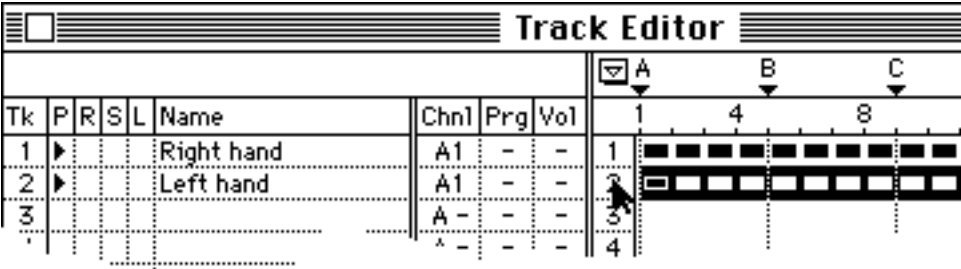 Track Editor
A B C
Tk P R S L Name Chnl Prg Vol 1 4 8
1 Right hand A1 - - 1
2 Left hand A1 - - 2
3 A - - - 3
- - - 4